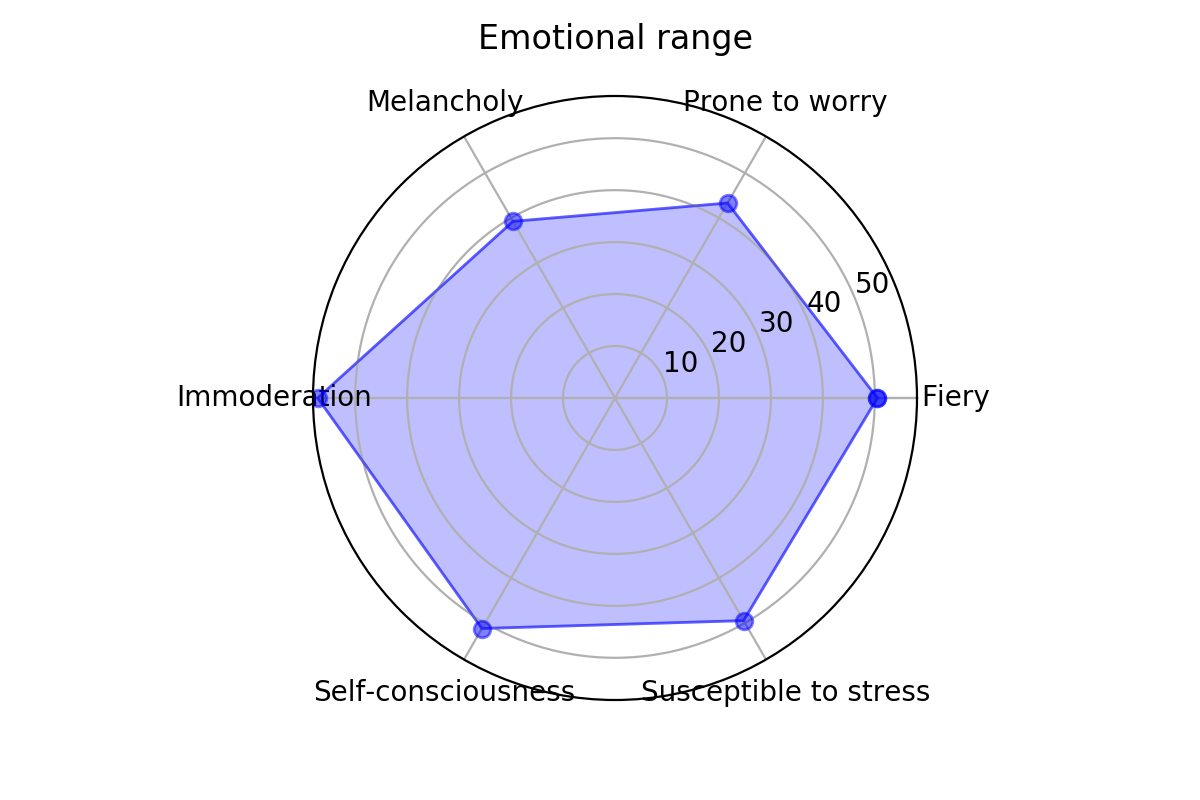 Emotional range
Melancholy
Prone to worry
50
40
30
20
10
Immoderation
Fiery
Self-consciousness
Susceptible to stress